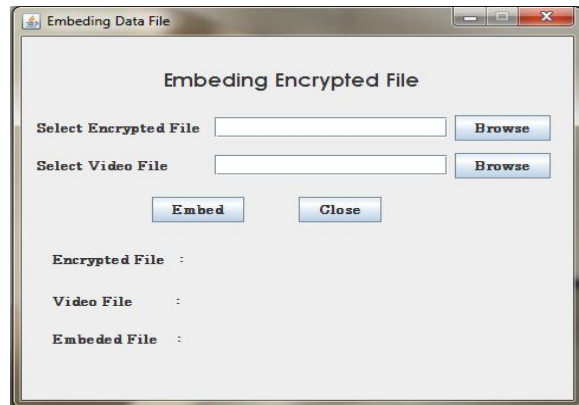 Embeding Data File
Embeding Encrypted File
Select Encrypted File Browse
Select Video File Browse
Embed Close
Encrypted File :
Video File :
Embeded File :